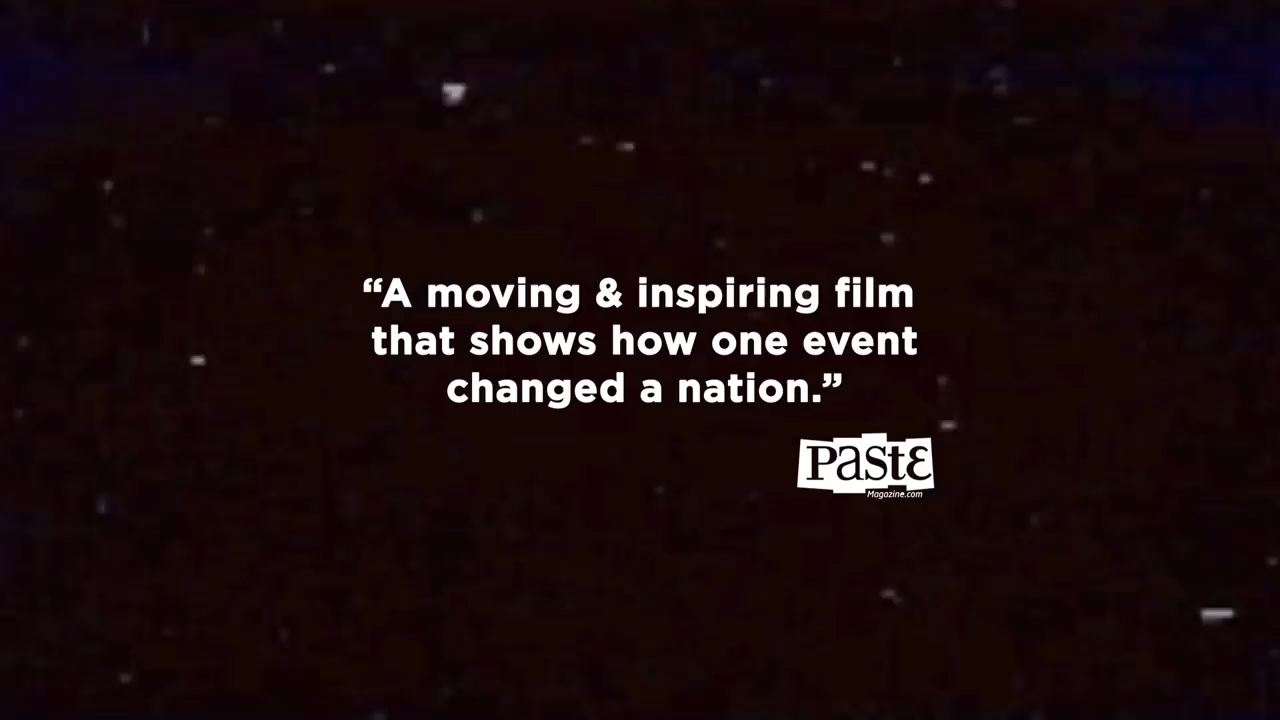 “A moving & inspiring film
that shows how one event
changed a nation.”
Paste
Magazine.com